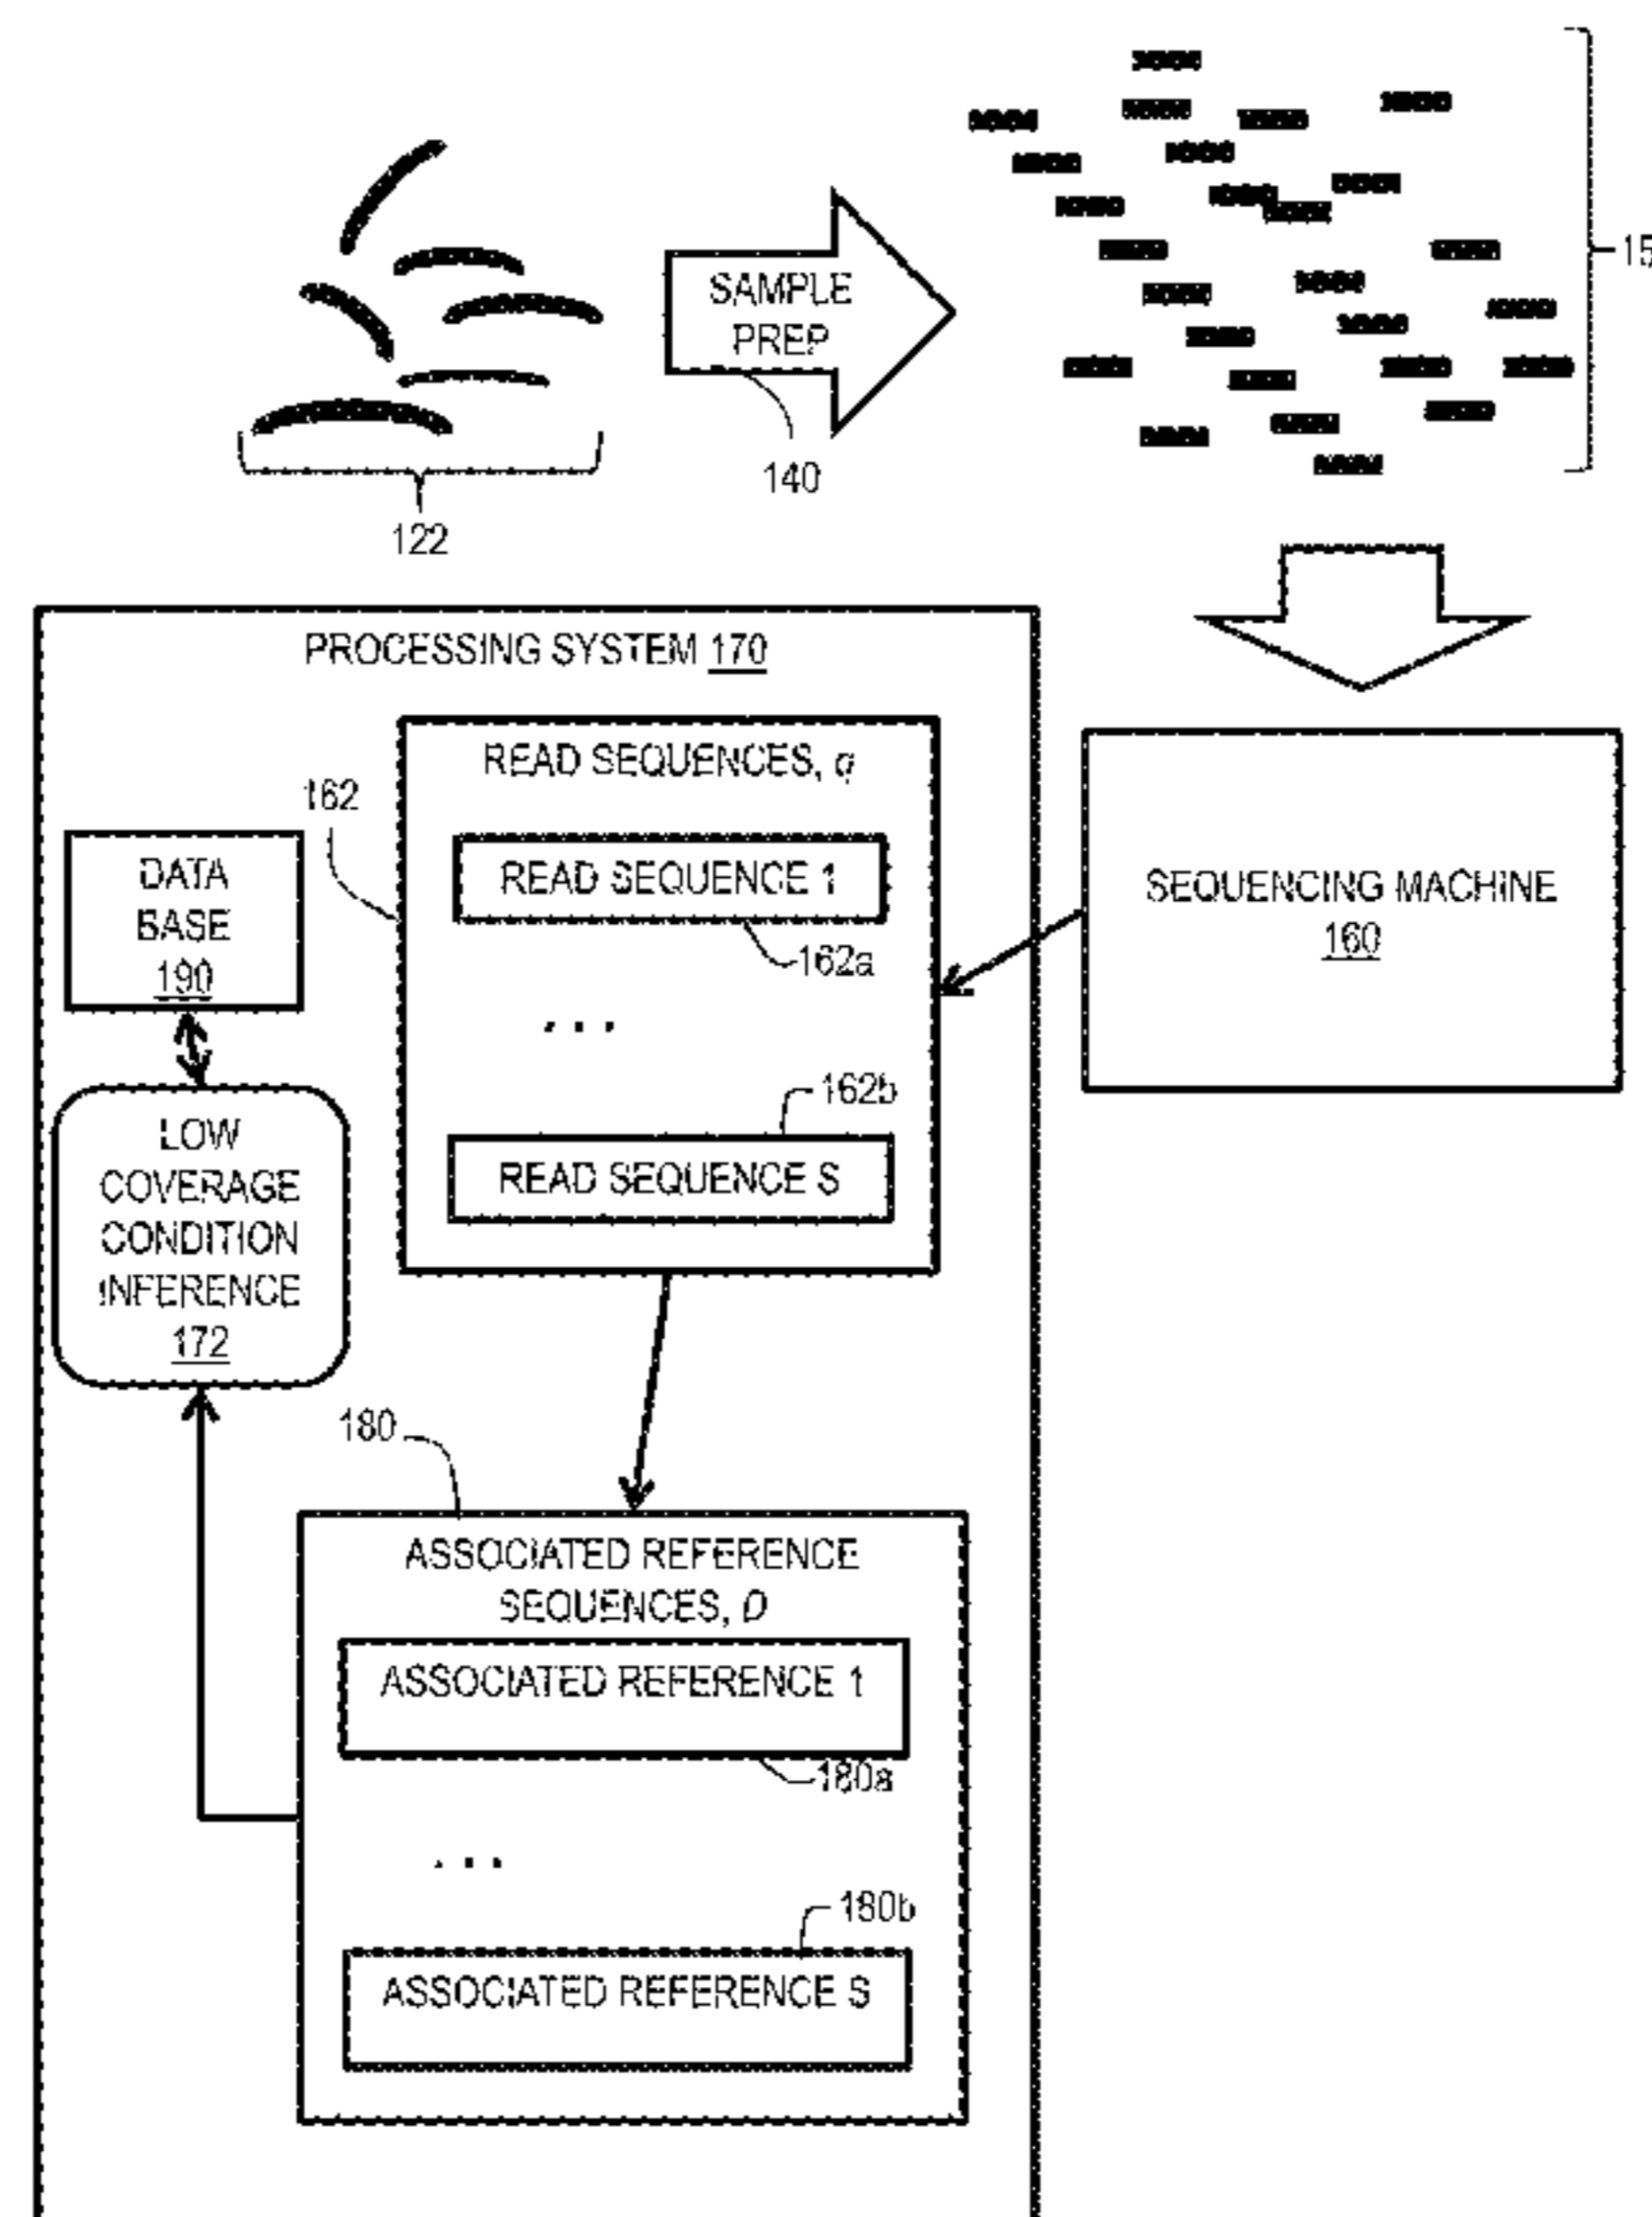 SAMPLE
PREP
140
122
15
PROCESSING SYSTEM 170
READ SEQUENCES, q
162
READ SEQUENCE 1
162a
...
162b
READ SEQUENCE S
DATA
BASE
190
LOW
COVERAGE
CONDITION
INFERENCE
172
SEQUENCING MACHINE
160
180
ASSOCIATED REFERENCE
SEQUENCES, D
ASSOCIATED REFERENCE 1
180a
...
180b
ASSOCIATED REFERENCE S